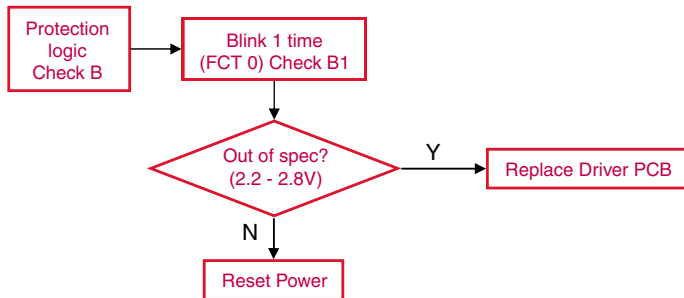 Protection
logic
Check B
Blink 1 time
(FCT 0) Check B1
Out of spec?
(2.2 - 2.8V)
Y
Replace Driver PCB
N
Reset Power